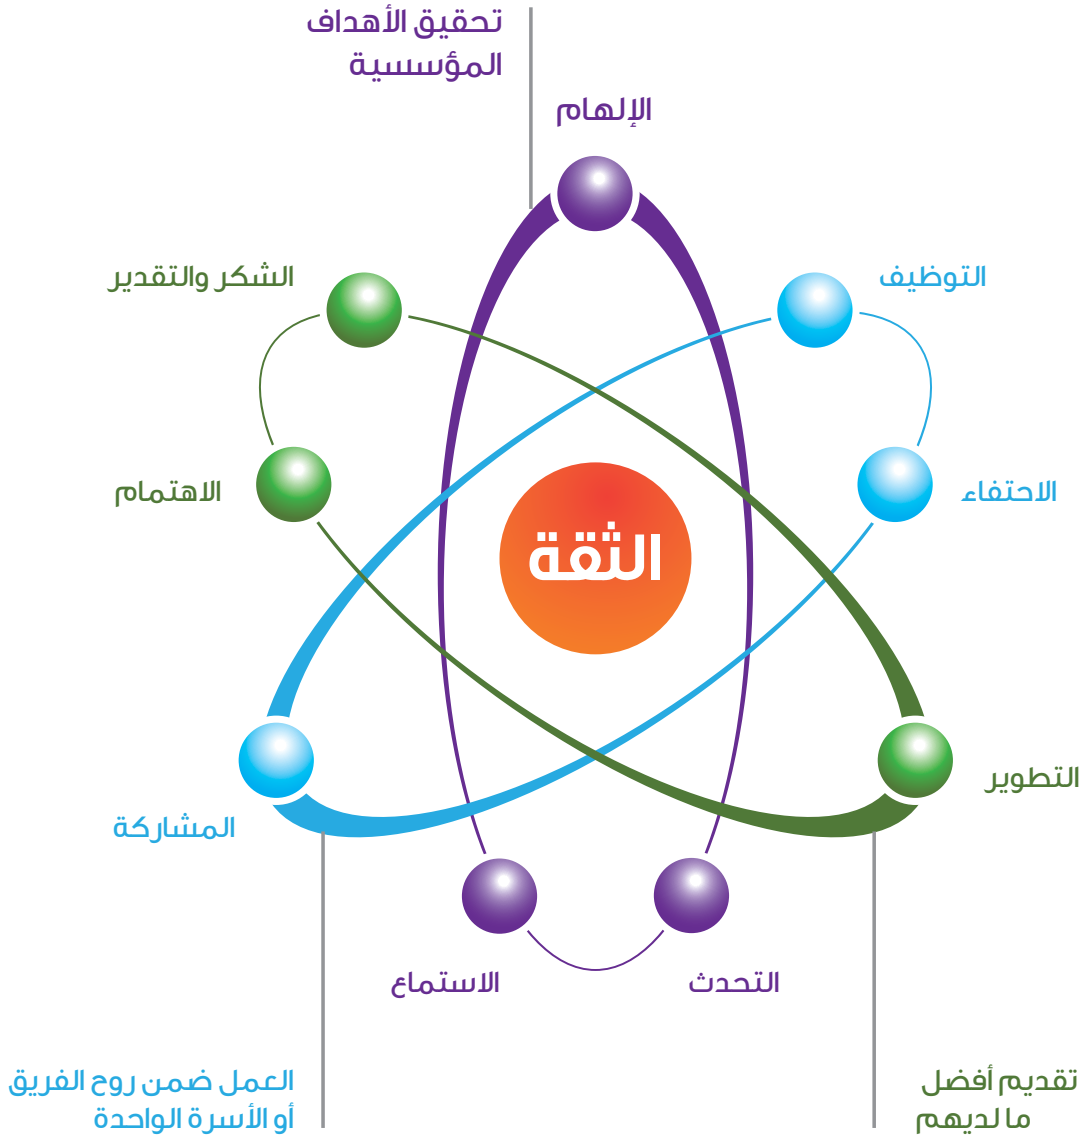 تحقيق الأهداف
المؤسسية
الإلهام
التوظيف
الشكر والتقدير
الاحتفاء
الاهتمام
الثقة
التطوير
المشاركة
التحدث
الاستماع
تقديم أفضل
ما لديهم
العمل ضمن روح الفريق
أو الأسرة الواحدة